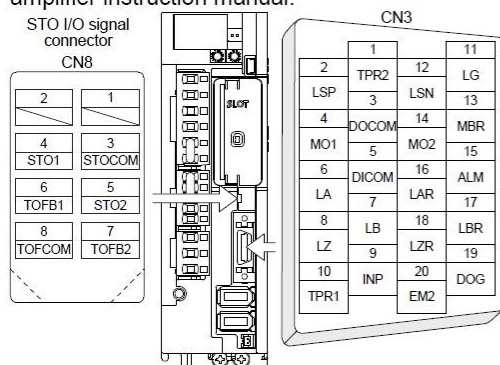 amplifier instruction manual.
STO I/O signal
connector
CN8
2 1
4 3
STO1 STOCOM
6 5
TOFB1 STO2
8 7
TOFCOM TOFB2
SLOT
CN3
1 11
2 12
TPR2 LG
LSP LSN
3 13
4 14
DOCOM MBR
MO1 MO2
5 15
6 16
DICOM ALM
LA LAR
7 17
8 18
LB LBR
LZ LZR
9 19
10 20
INP DOG
TPR1 EM2